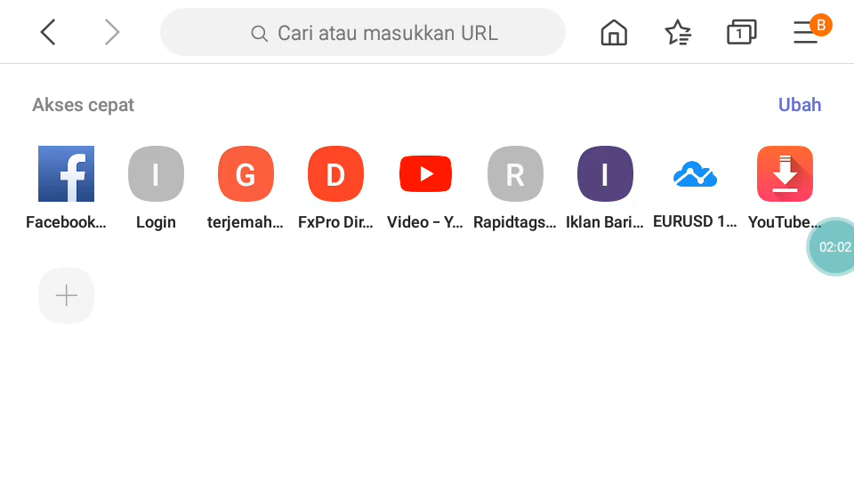 Cari atau masukkan URL
1
B
Akses cepat
Ubah
f
I
G
D
R
I
Facebook...
Login
terjemah...
FxPro Dir...
Video – Y...
Rapidtags...
Iklan Bari...
EURUSD 1...
YouTube...
02:02